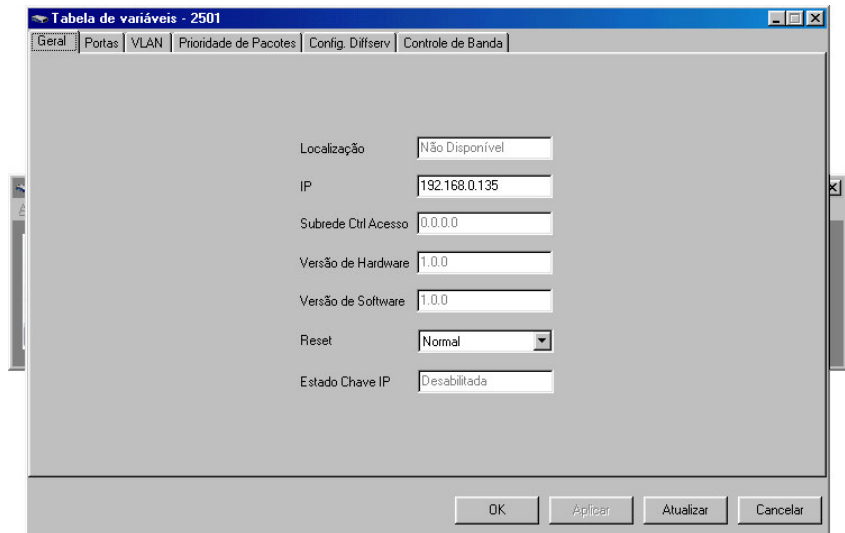 Tabela de variáveis - 2501
Geral Portas VLAN Prioridade de Pacotes Config. Diffserv Controle de Banda
Localização Não Disponível
IP 192.168.0.135
Subrede Ctrl Acesso 0.0.0.0
Versão de Hardware 1.0.0
Versão de Software 1.0.0
Reset Normal
Estado Chave IP Desabilitada
OK Aplicar Atualizar Cancelar